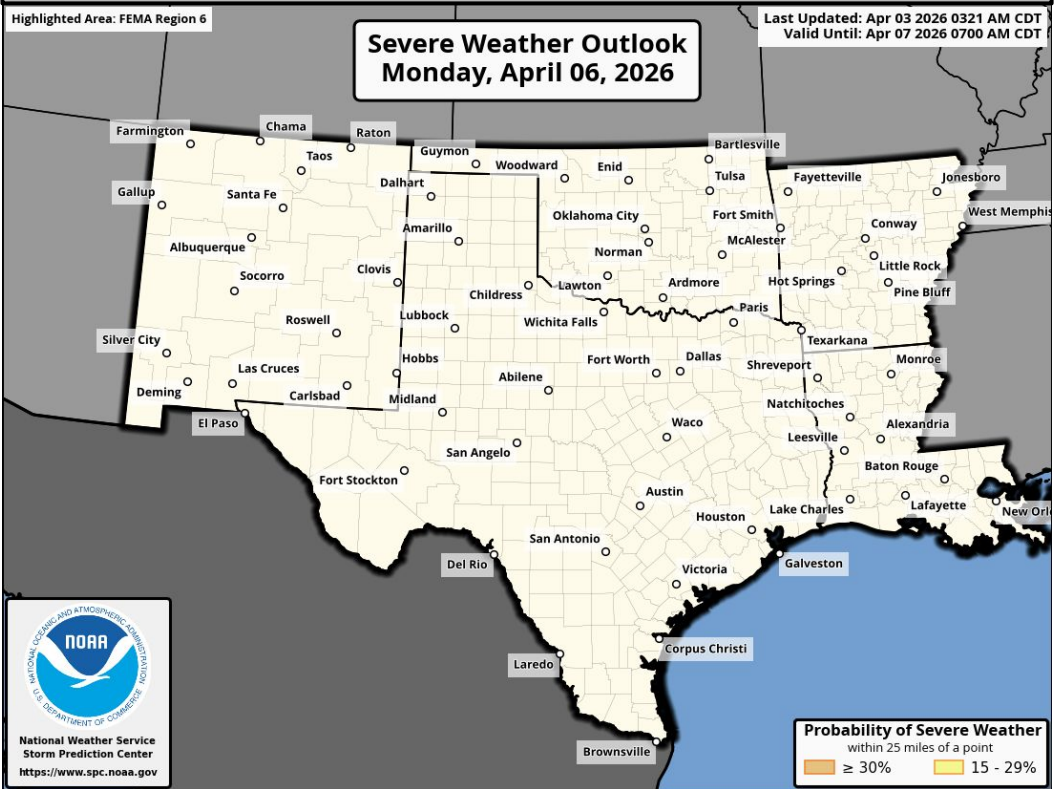 Highlighted Area: FEMA Region 6
Last Updated: Apr 03 2026 0321 AM CDT
Valid Until: Apr 07 2026 0700 AM CDT
Severe Weather Outlook
Monday, April 06, 2026
Farmington
Chama
Raton
Taos
Guymon
Woodward
Enid
Bartlesville
Tulsa
Fayetteville
Jonesboro
Gallup
Santa Fe
Dalhart
Oklahoma City
Fort Smith
West Memphis
Albuquerque
Amarillo
Norman
McAlester
Conway
Socorro
Clovis
Childress
Lawton
Ardmore
Hot Springs
Little Rock
Pine Bluff
Roswell
Lubbock
Wichita Falls
Paris
Texarkana
Silver City
Las Cruces
Hobbs
Fort Worth
Dallas
Shreveport
Monroe
Deming
Carlsbad
Midland
Abilene
Natchitoches
El Paso
San Angelo
Waco
Leesville
Alexandria
Fort Stockton
Baton Rouge
Austin
Houston
Lake Charles
Lafayette
New Orl
Del Rio
San Antonio
Victoria
Galveston
Laredo
Corpus Christi
Brownsville
NATIONAL OCEANIC AND ATMOSPHERIC ADMINISTRATION
NOAA
U.S. DEPARTMENT OF COMMERCE
National Weather Service
Storm Prediction Center
https://www.spc.noaa.gov
Probability of Severe Weather
within 25 miles of a point
≥ 30%
15 - 29%